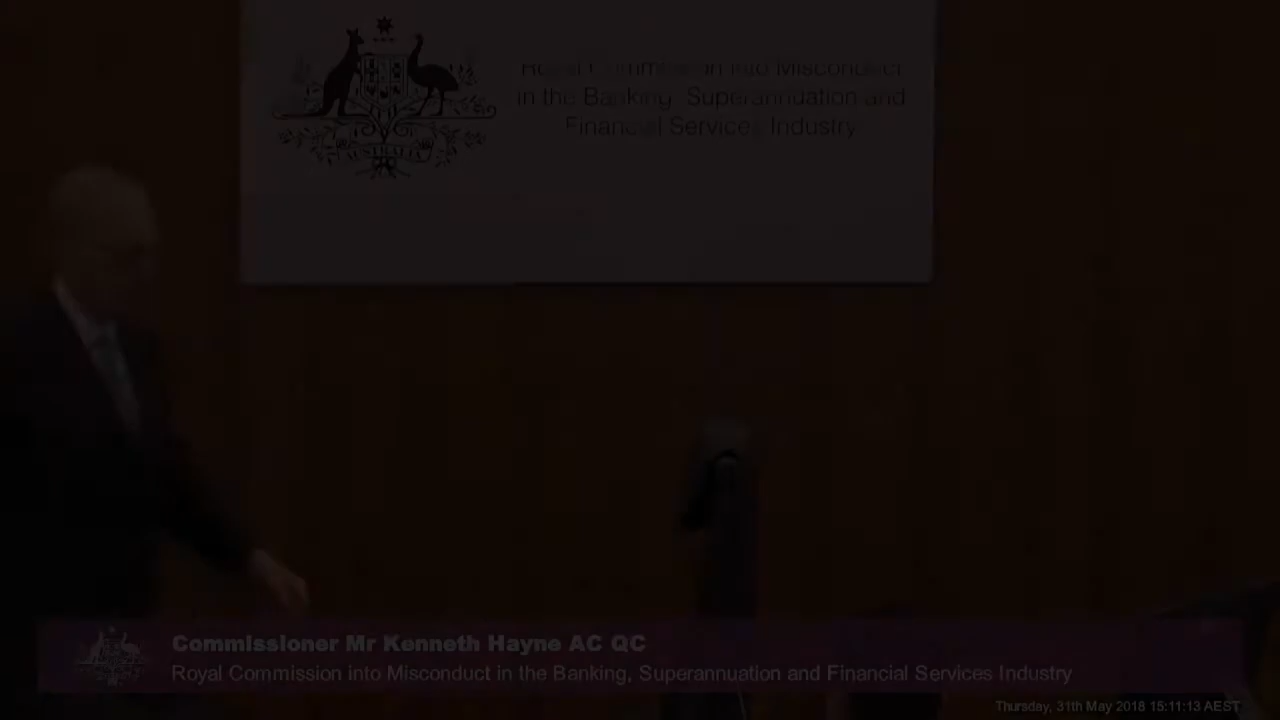 Royal Commission into Misconduct
in the Banking, Superannuation and
Financial Services Industry
AUSTRALIA
Commissioner Mr Kenneth Hayne AC QC
Royal Commission into Misconduct in the Banking, Superannuation and Financial Services Industry
Thursday, 31th May 2018 15:11:13 AEST